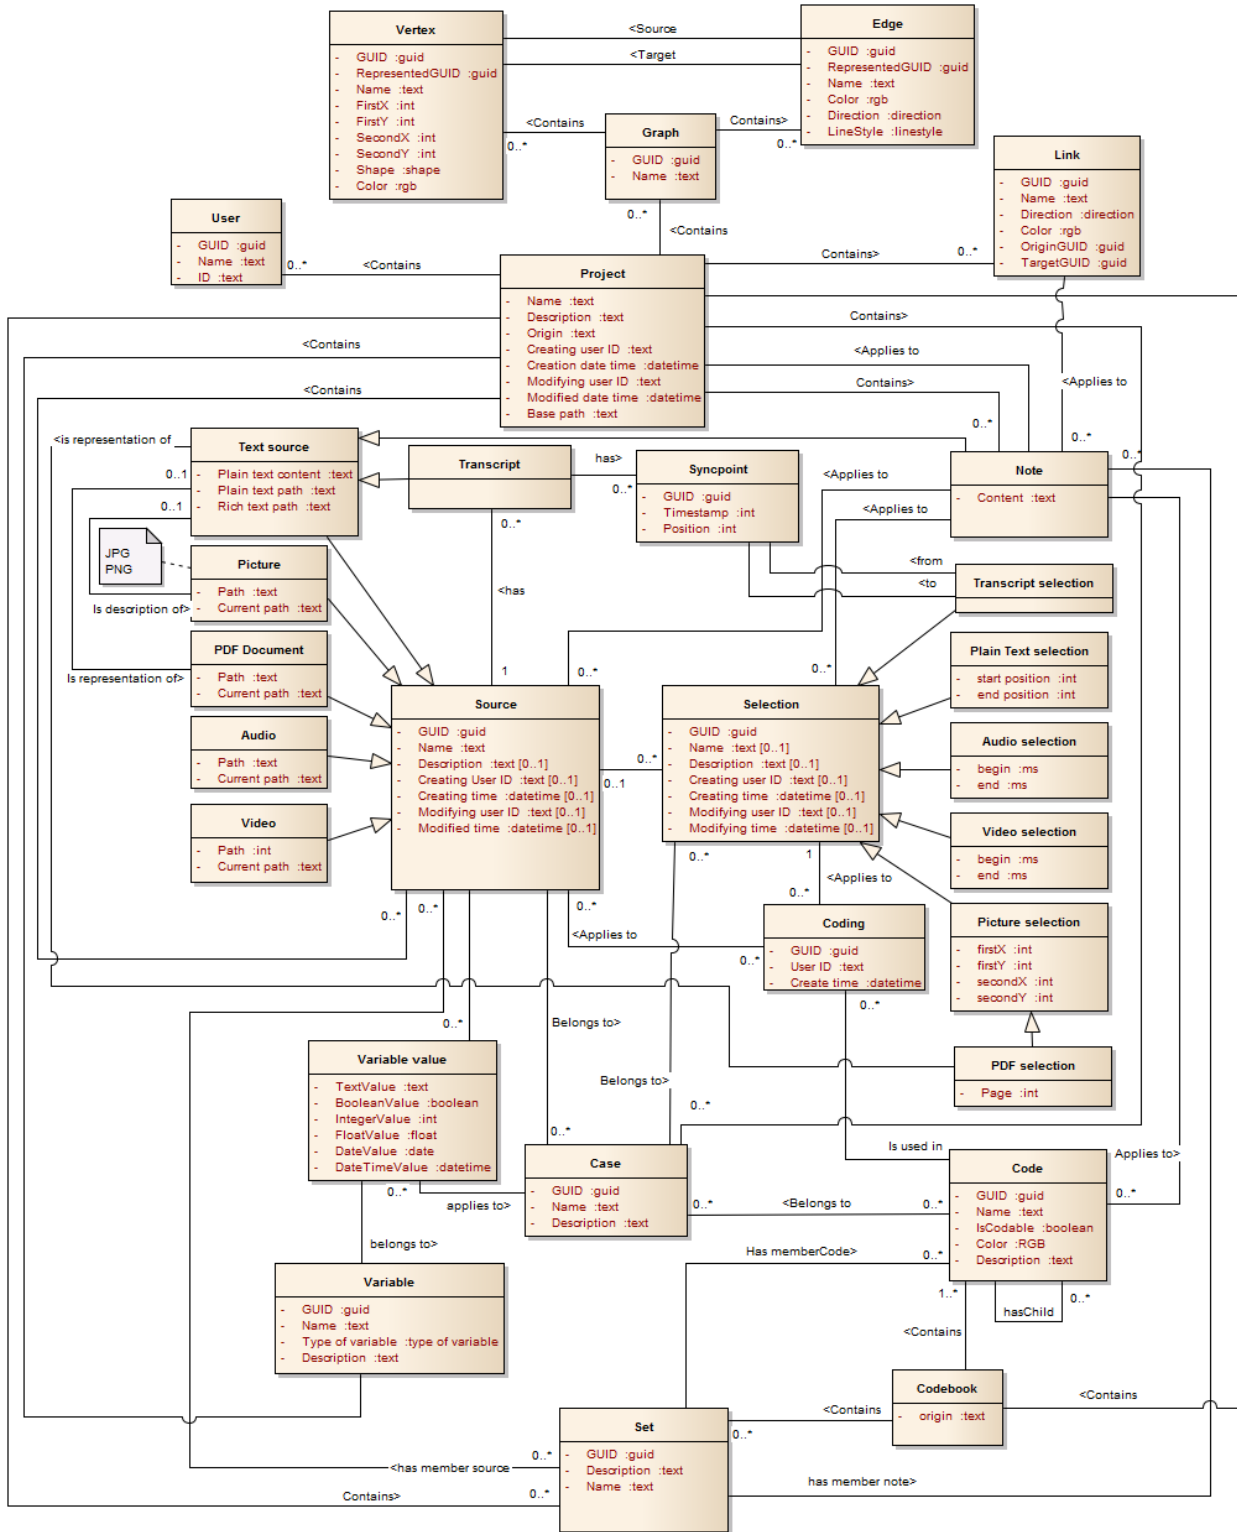 Vertex
- GUID :guid
- RepresentedGUID :guid
- Name :text
- FirstX :int
- FirstY :int
- SecondX :int
- SecondY :int
- Shape :shape
- Color :rgb
<Source
<Target
Edge
- GUID :guid
- RepresentedGUID :guid
- Name :text
- Color :rgb
- Direction :direction
- LineStyle :linestyle
<Contains
0..*
Graph
- GUID :guid
- Name :text
Contains>
0..*
0..*
<Contains
Link
- GUID :guid
- Name :text
- Direction :direction
- Color :rgb
- OriginGUID :guid
- TargetGUID :guid
User
- GUID :guid
- Name :text
- ID :text
0..*
<Contains
Contains>
0..*
Project
- Name :text
- Description :text
- Origin :text
- Creating user ID :text
- Creation date time :datetime
- Modifying user ID :text
- Modified date time :datetime
- Base path :text
<Contains
<Contains
Contains>
<Applies to
Contains>
<Applies to
0..*
0..*
0..*
<is representation of
Text source
- Plain text content :text
- Plain text path :text
- Rich text path :text
0..1
0..1
Transcript
0..*
has>
0..*
Syncpoint
- GUID :guid
- Timestamp :int
- Position :int
<Applies to
<Applies to
Note
- Content :text
JPG
PNG
Picture
- Path :text
- Current path :text
Is description of>
<has
<from
<to
Transcript selection
PDF Document
- Path :text
- Current path :text
Is representation of>
1
0..*
0..*
Plain Text selection
- start position :int
- end position :int
Audio
- Path :text
- Current path :text
Source
- GUID :guid
- Name :text
- Description :text [0..1]
- Creating User ID :text [0..1]
- Creating time :datetime [0..1]
- Modifying user ID :text [0..1]
- Modified time :datetime [0..1]
0..*
0..1
Selection
- GUID :guid
- Name :text [0..1]
- Description :text [0..1]
- Creating User ID :text [0..1]
- Creating time :datetime [0..1]
- Modifying user ID :text [0..1]
- Modifying time :datetime [0..1]
Audio selection
- begin :ms
- end :ms
Video
- Path :int
- Current path :text
Video selection
- begin :ms
- end :ms
0..*
1
<Applies to
0..*
0..*
0..*
0..*
<Applies to
0..*
Coding
- GUID :guid
- User ID :text
- Create time :datetime
0..*
Picture selection
- firstX :int
- firstY :int
- secondX :int
- secondY :int
0..*
Belongs to>
Variable value
- TextValue :text
- BooleanValue :boolean
- IntegerValue :int
- FloatValue :float
- DateValue :date
- DateTimeValue :datetime
PDF selection
- Page :int
Belongs to>
0..*
0..*
0..*
applies to>
Case
- GUID :guid
- Name :text
- Description :text
Is used in
0..*
<Belongs to
0..*
Code
- GUID :guid
- Name :text
- IsCodable :boolean
- Color :RGB
- Description :text
Applies to>
0..*
belongs to>
Has memberCode>
0..*
Variable
- GUID :guid
- Name :text
- Type of variable :type of variable
- Description :text
1..*
hasChild
0..*
<Contains
Codebook
- origin :text
<Contains
<Contains
0..*
Set
- GUID :guid
- Description :text
- Name :text
0..*
<has member source
has member note>
Contains>
0..*